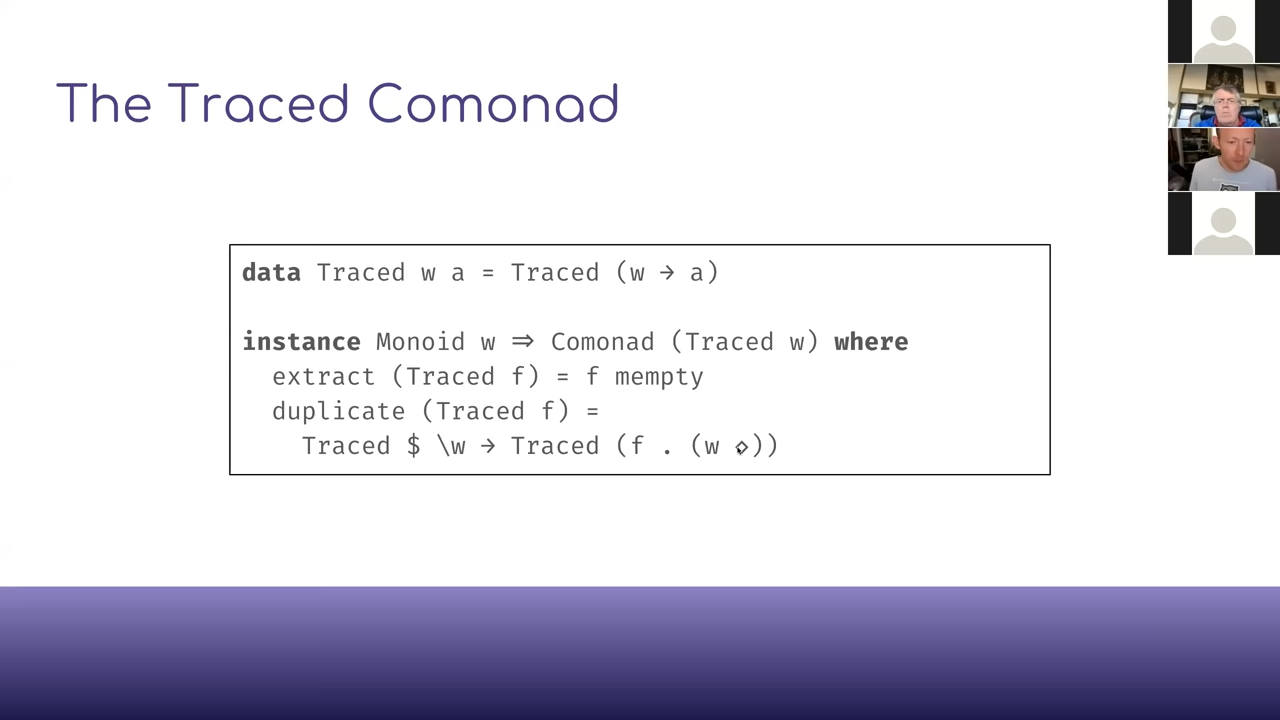 The Traced Comonad
data Traced w a = Traced (w → a)
instance Monoid w ⇒ Comonad (Traced w) where
extract (Traced f) = f mempty
duplicate (Traced f) =
Traced $ \w → Traced (f . (w ⋄))